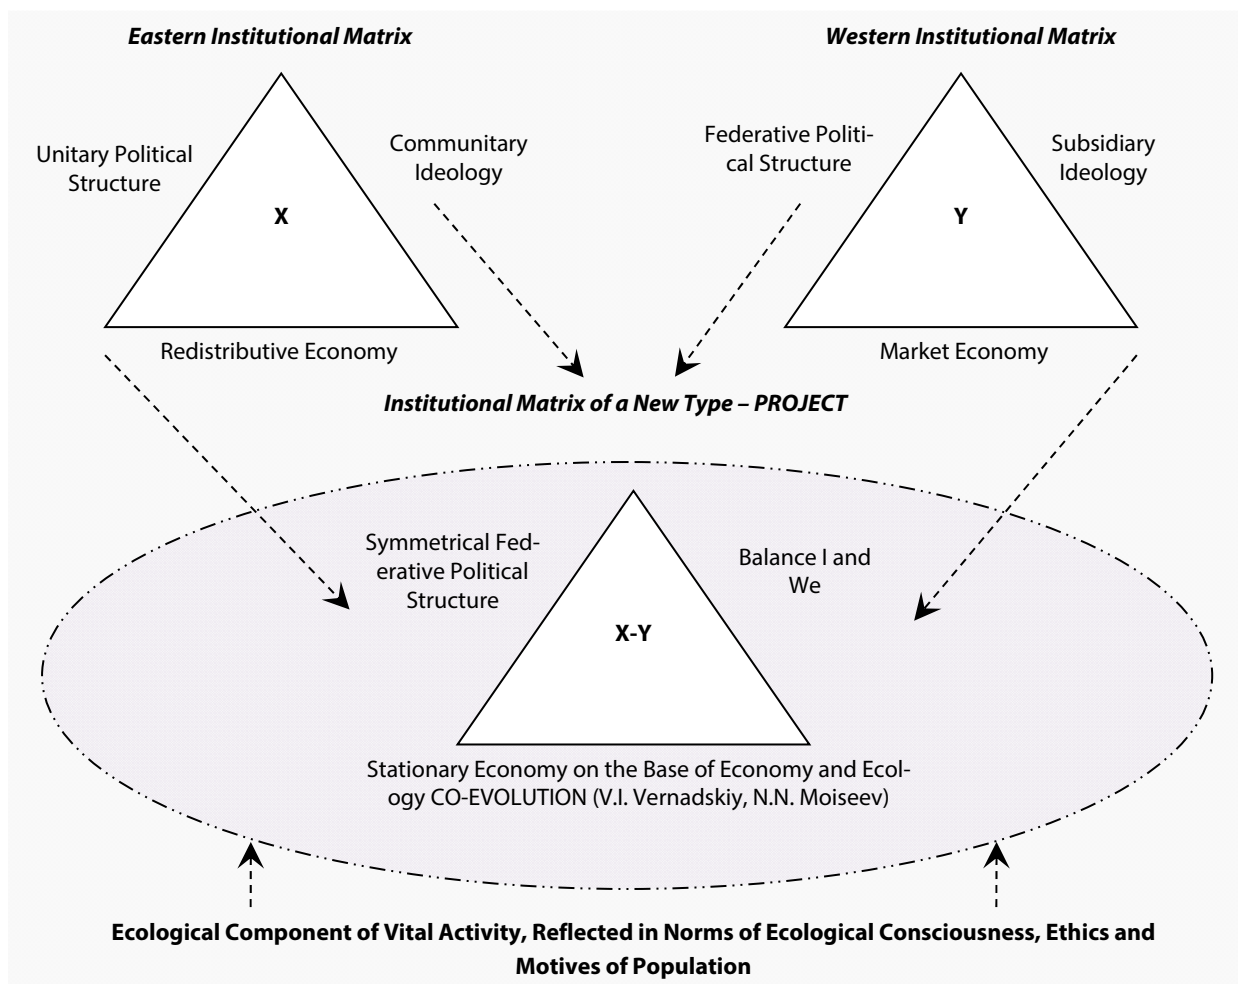 Eastern Institutional Matrix
Western Institutional Matrix
Unitary Political
Structure
Communitary
Ideology
X
Redistributive Economy
Federative Politi-
cal Structure
Subsidiary
Ideology
Y
Market Economy
Institutional Matrix of a New Type – PROJECT
Symmetrical Fed-
erative Political
Structure
Balance I and
We
X-Y
Stationary Economy on the Base of Economy and Ecol-
ogy CO-EVOLUTION (V.I. Vernadskiy, N.N. Moiseev)
Ecological Component of Vital Activity, Reflected in Norms of Ecological Consciousness, Ethics and
Motives of Population